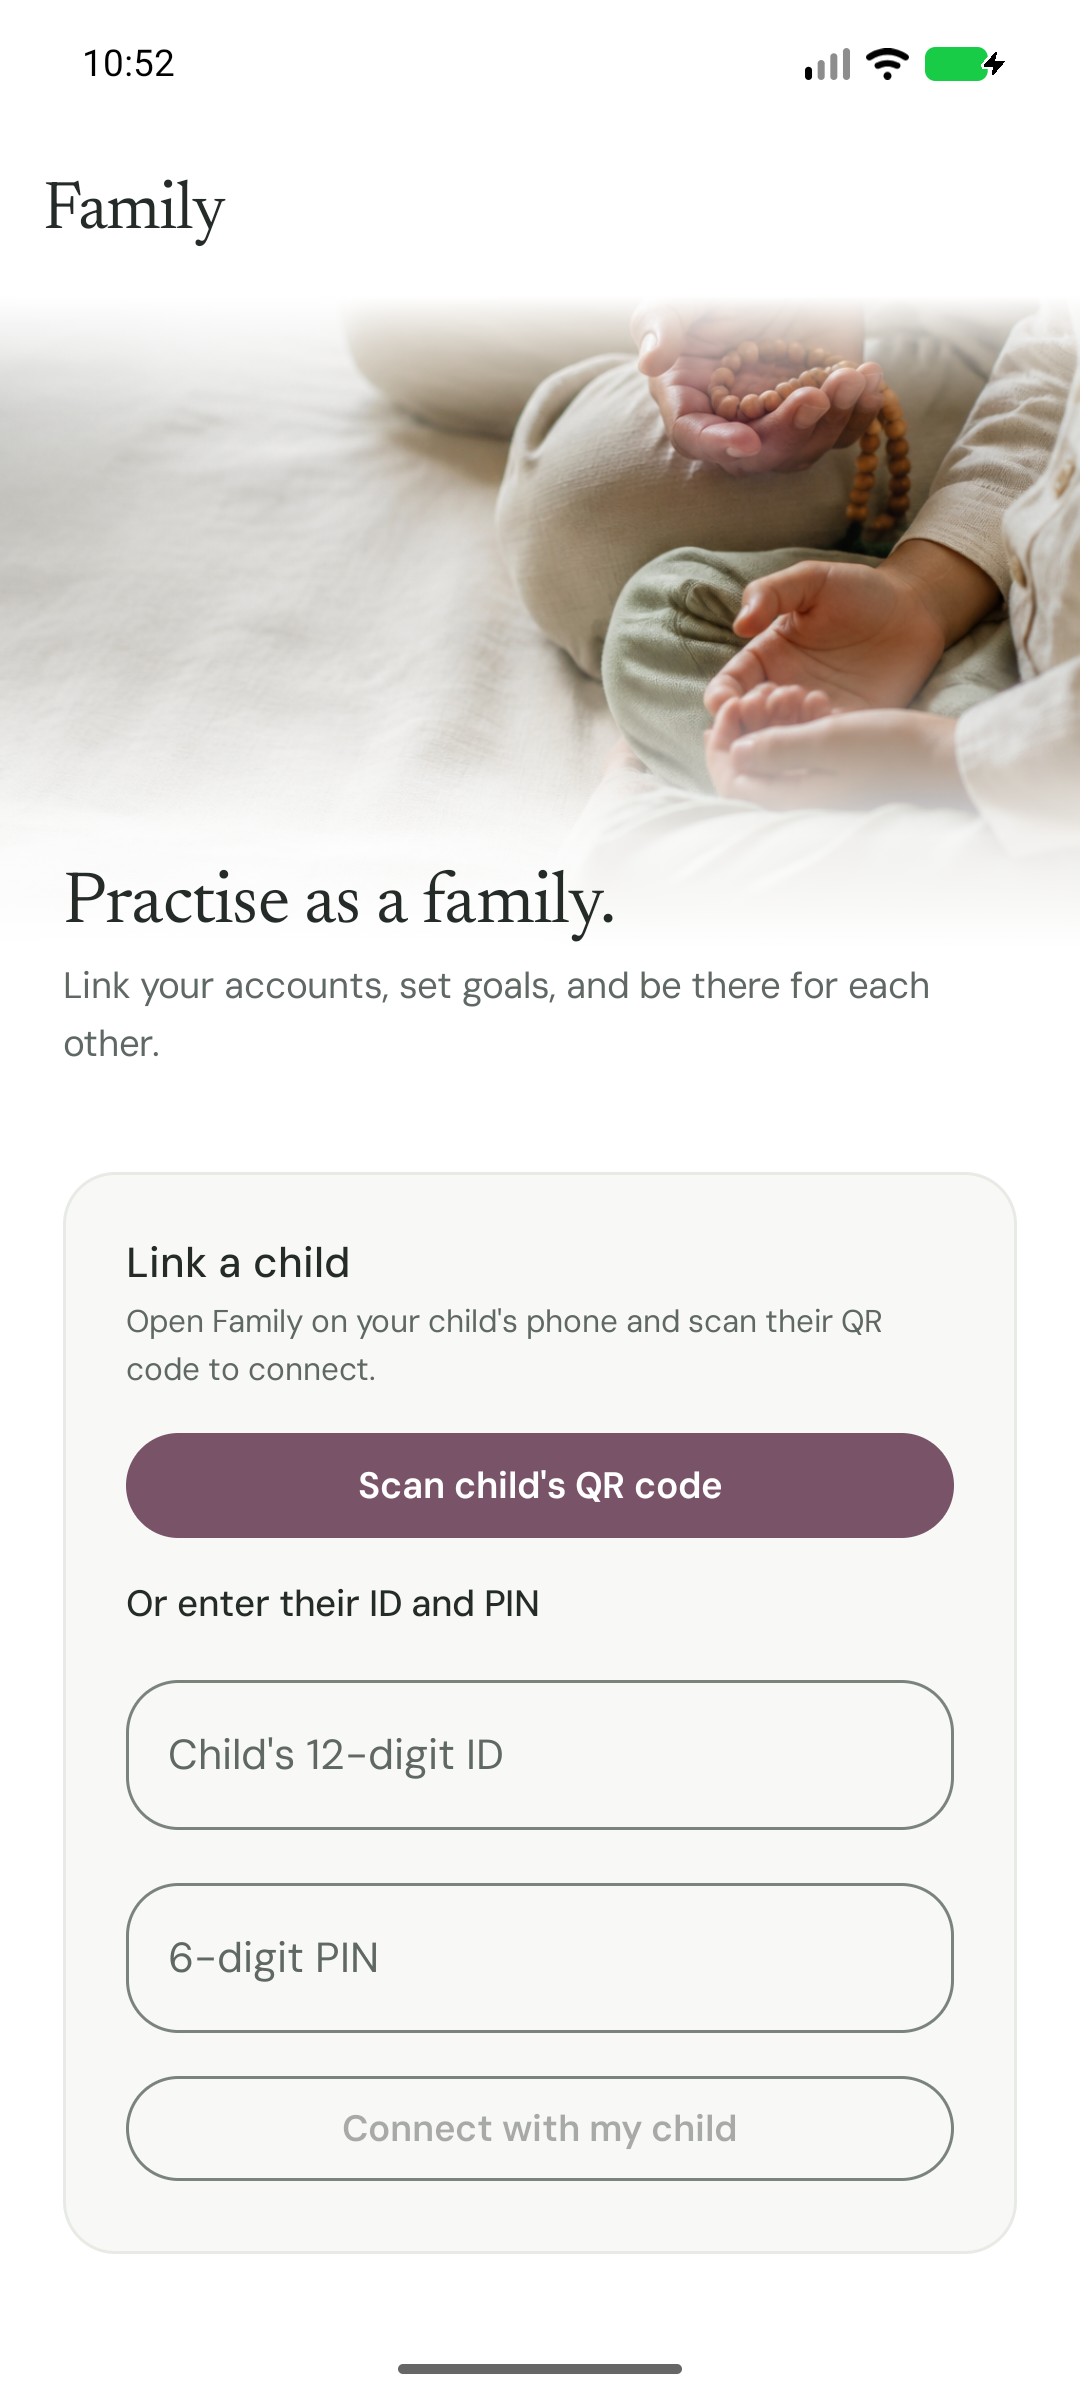 10:52
Family
Practise as a family.
Link your accounts, set goals, and be there for each
other.
Link a child
Open Family on your child's phone and scan their QR
code to connect.
Scan child's QR code
Or enter their ID and PIN
Child's 12-digit ID
6-digit PIN
Connect with my child